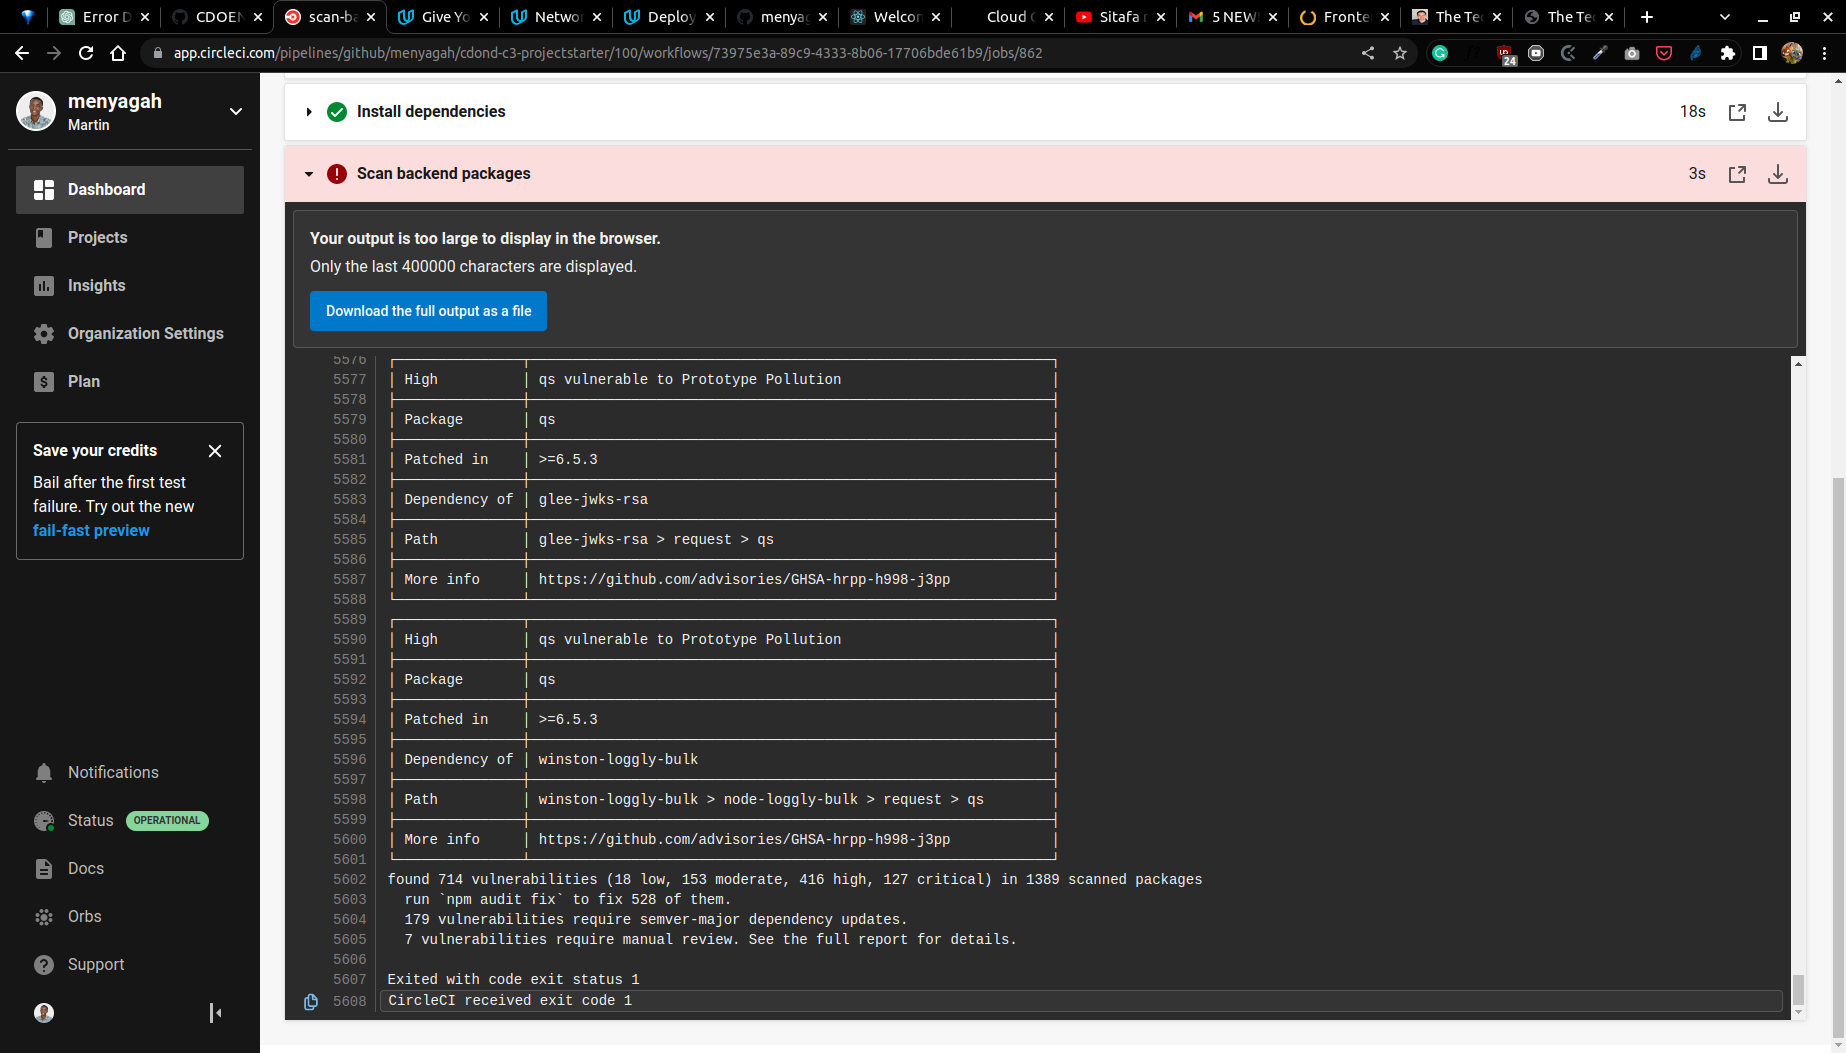 Error D
CDOEN
scan-ba
Give Yo
Networ
Deploy
menyag
Welcon
Cloud
Sitafa
5 NEW
Fronte
The Tec
The Tec
app.circleci.com/pipelines/github/menyagah/cdond-c3-projectstarter/100/workflows/73975e3a-89c9-4333-8b06-17706bde61b9/jobs/862
24
menyagah
Martin
Dashboard
Projects
Insights
Organization Settings
Plan
Save your credits
Bail after the first test
failure. Try out the new
fail-fast preview
Notifications
Status OPERATIONAL
Docs
Orbs
Support
Install dependencies 18s
Scan backend packages 3s
Your output is too large to display in the browser.
Only the last 400000 characters are displayed.
Download the full output as a file
5576
5577 High qs vulnerable to Prototype Pollution
5578
5579 Package qs
5580
5581 Patched in >=6.5.3
5582
5583 Dependency of glee-jwks-rsa
5584
5585 Path glee-jwks-rsa > request > qs
5586
5587 More info https://github.com/advisories/GHSA-hrpp-h998-j3pp
5588
5589
5590 High qs vulnerable to Prototype Pollution
5591
5592 Package qs
5593
5594 Patched in >=6.5.3
5595
5596 Dependency of winston-loggly-bulk
5597
5598 Path winston-loggly-bulk > node-loggly-bulk > request > qs
5599
5600 More info https://github.com/advisories/GHSA-hrpp-h998-j3pp
5601
5602 found 714 vulnerabilities (18 low, 153 moderate, 416 high, 127 critical) in 1389 scanned packages
5603 run `npm audit fix` to fix 528 of them.
5604 179 vulnerabilities require semver-major dependency updates.
5605 7 vulnerabilities require manual review. See the full report for details.
5606
5607 Exited with code exit status 1
5608 CircleCI received exit code 1